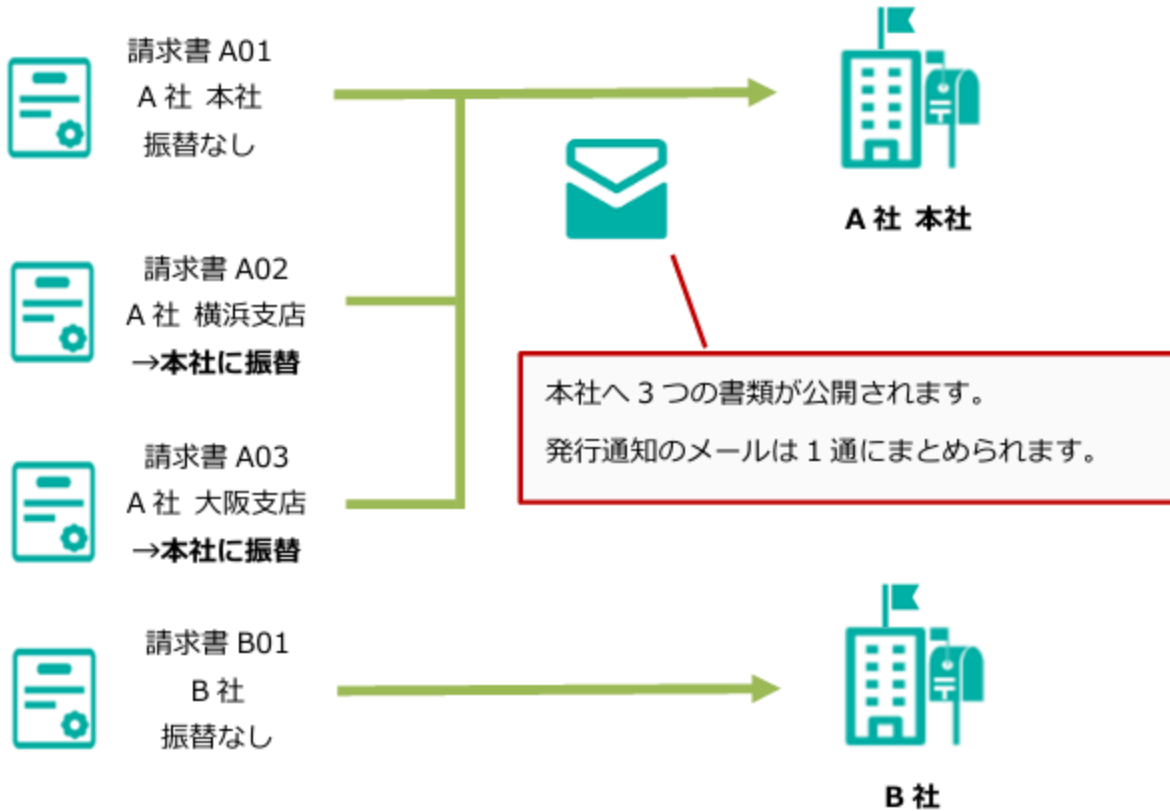 請求書 A01
A 社 本社
振替なし
A 社 本社
請求書 A02
A 社 横浜支店
→本社に振替
本社へ 3 つの書類が公開されます。
発行通知のメールは 1 通にまとめられます。
請求書 A03
A 社 大阪支店
→本社に振替
請求書 B01
B 社
振替なし
B 社